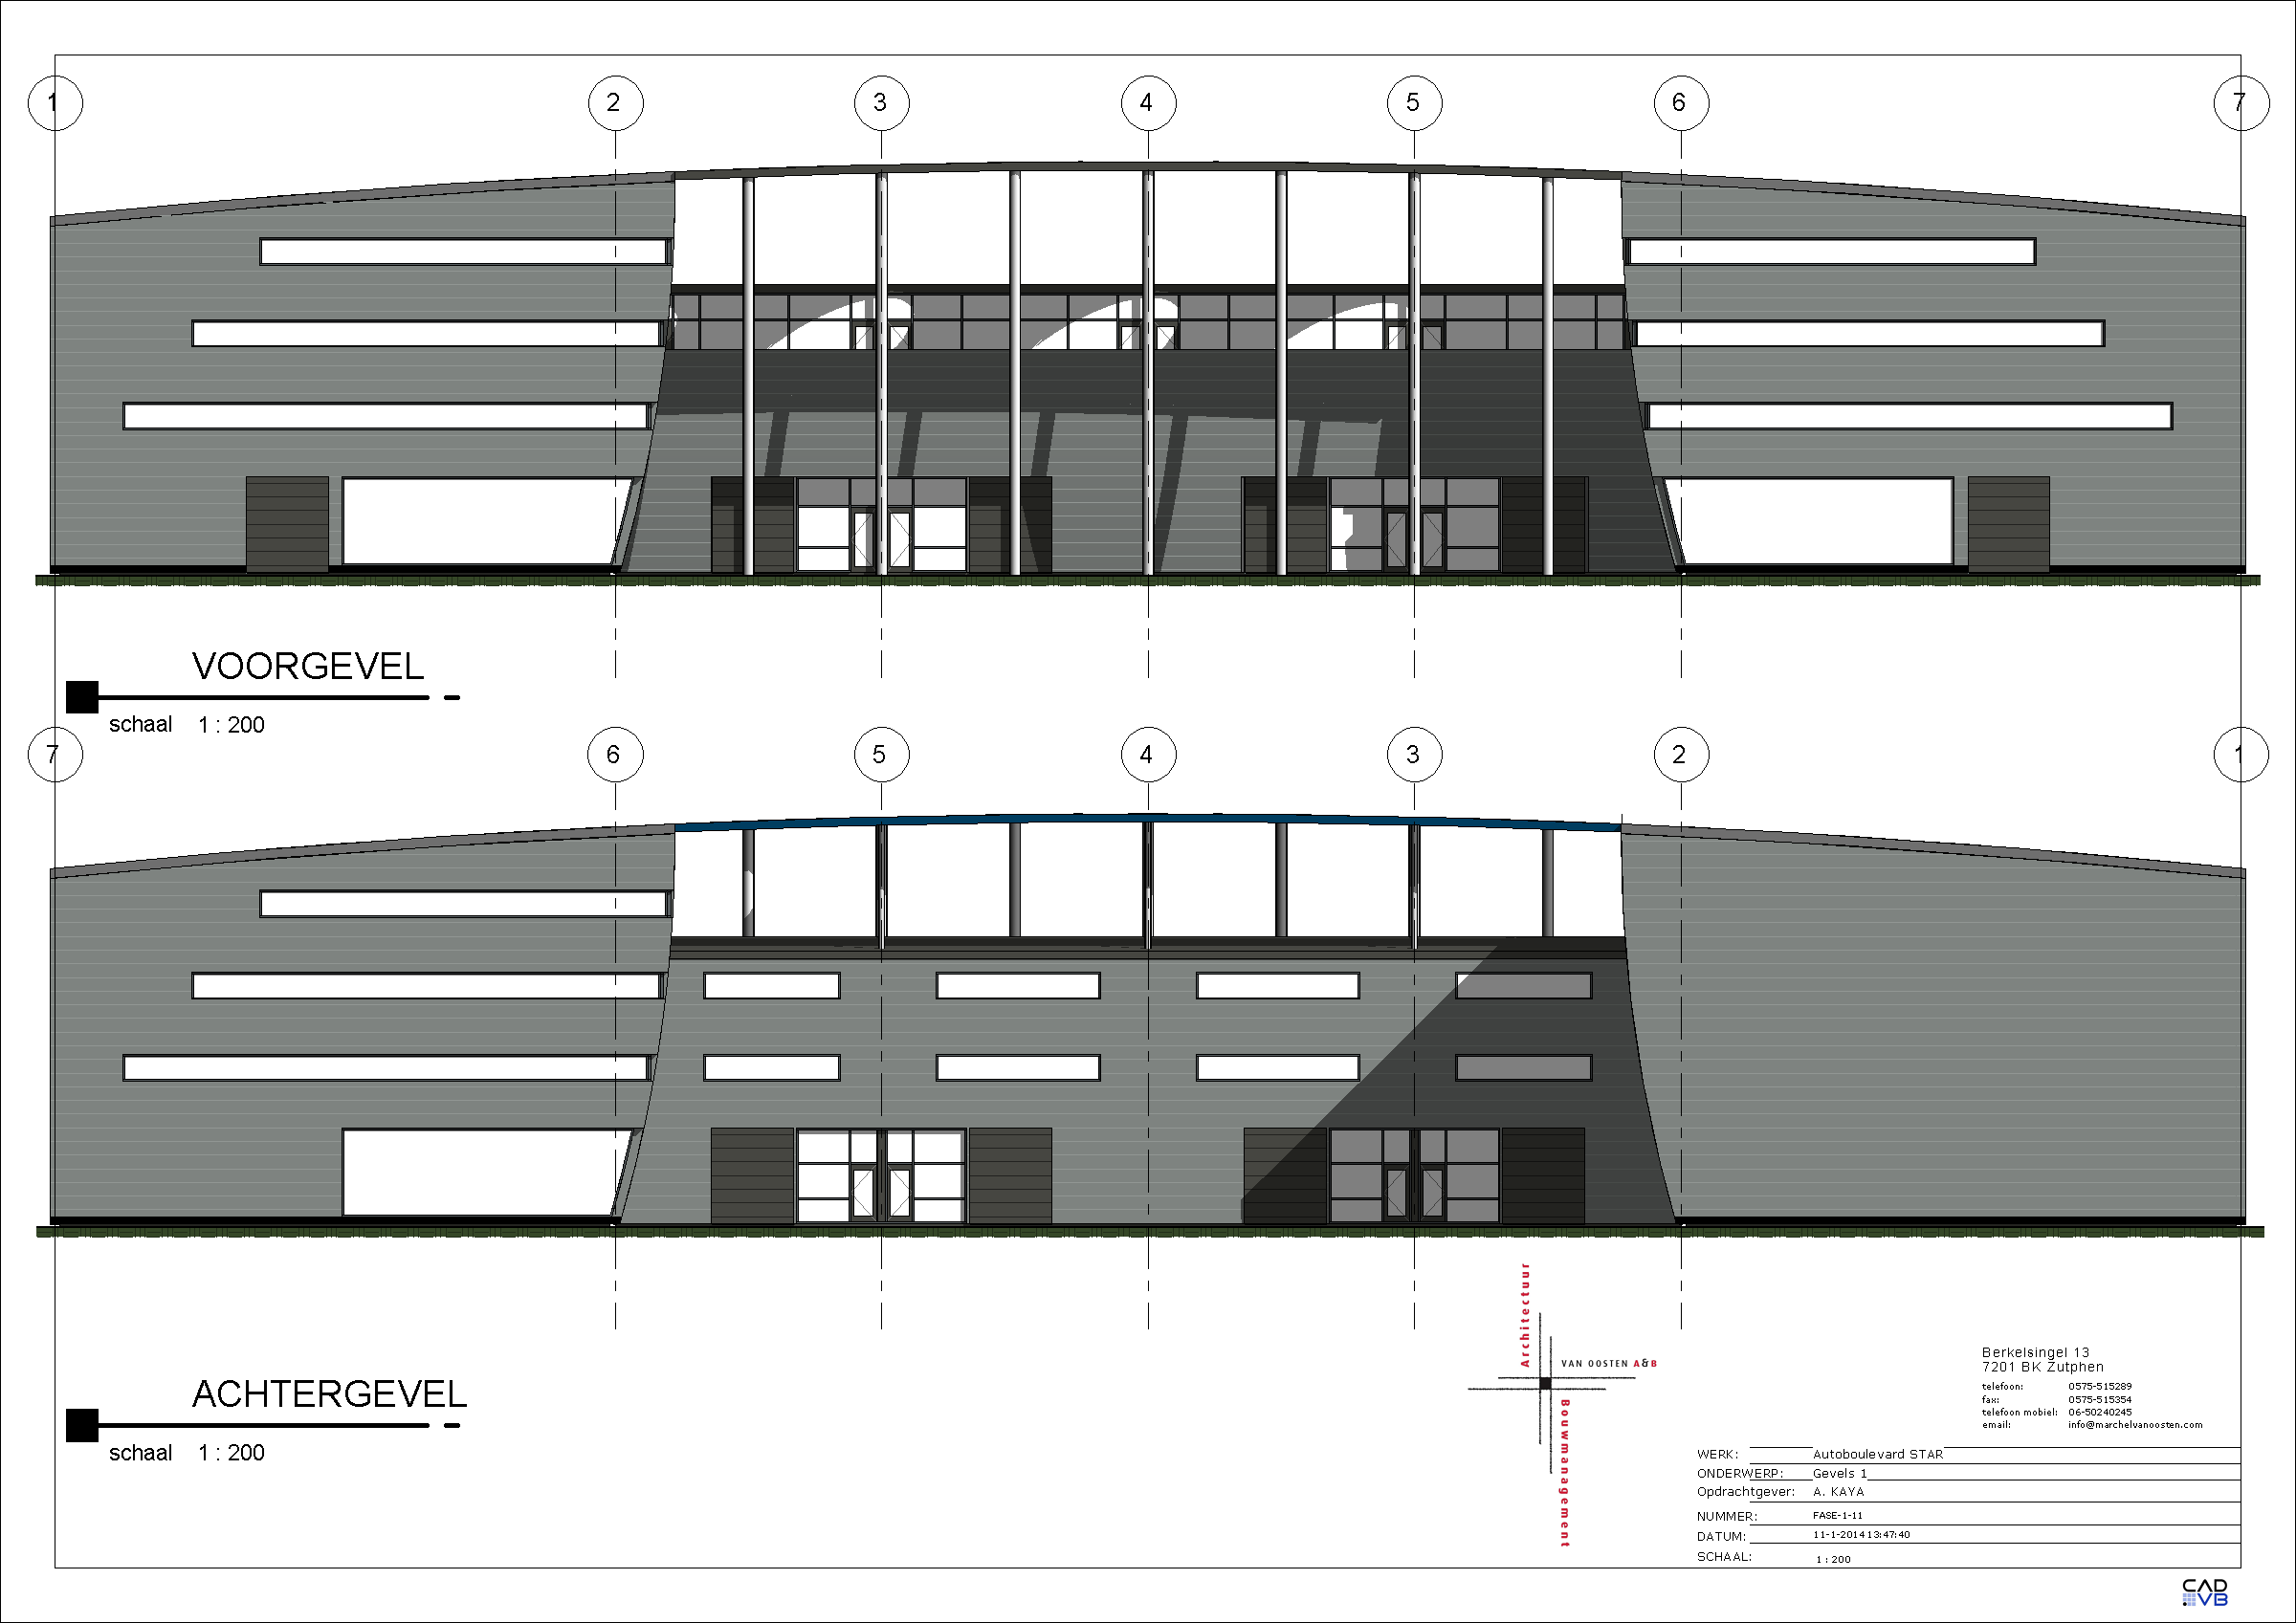 1 2 3 4 5 6 7
VOORGEVEL
schaal 1 : 200
7 6 5 4 3 2 1
ACHTERGEVEL
schaal 1 : 200
Architectuur
VAN OOSTEN A&B
Bouwmanagement
Berkelsingel 13
7201 BK Zutphen
telefoon: 0575-515289
fax: 0575-515354
telefoon mobiel: 06-50240245
email: info@marchelvanoosten.com
WERK: Autoboulevard STAR
ONDERWERP: Gevels 1
Opdrachtgever: A. KAYA
NUMMER: FASE-1-11
DATUM: 11-1-2014 13:47:40
SCHAAL: 1 : 200
CAD
VB